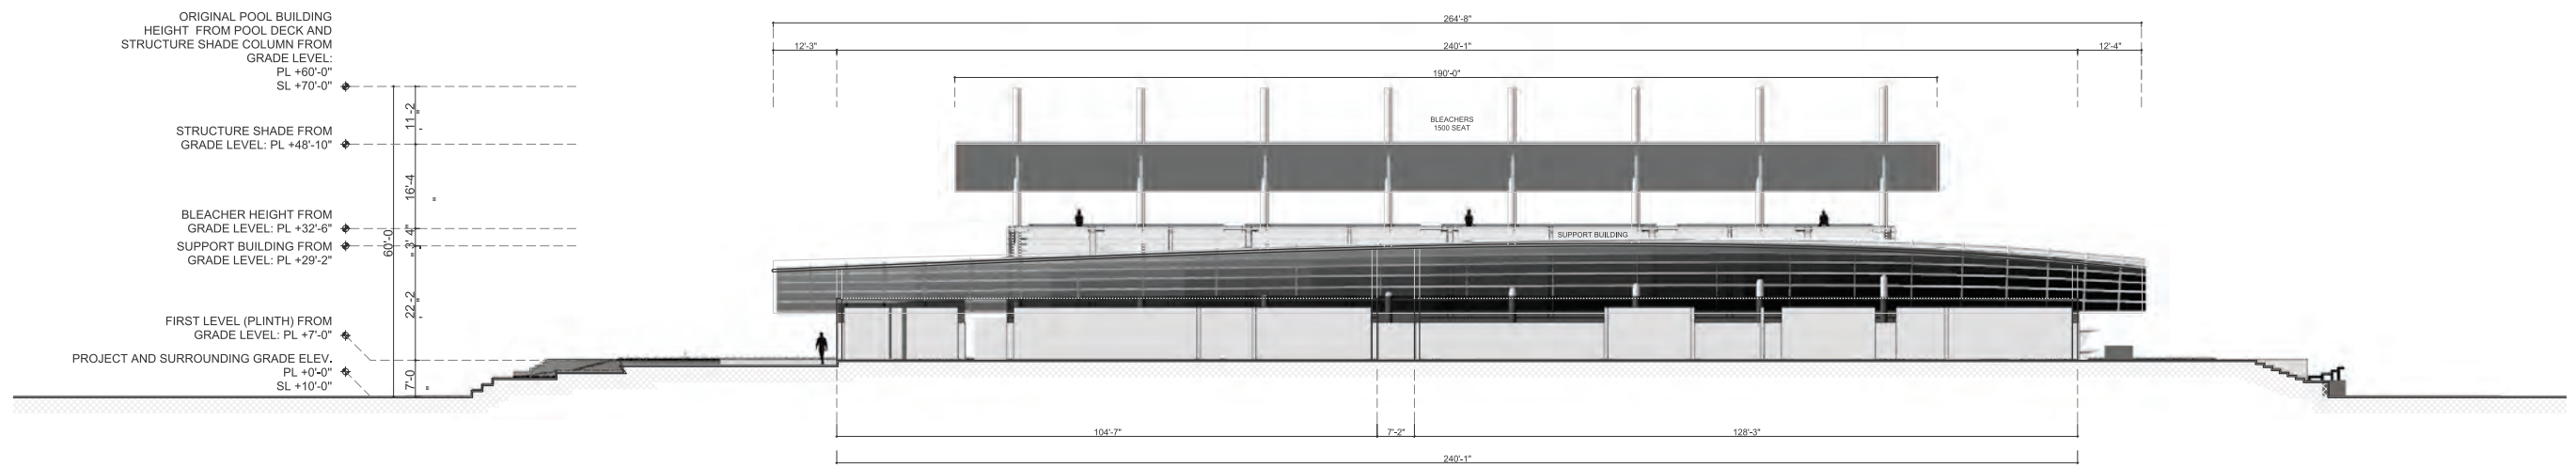 ORIGINAL POOL BUILDING
HEIGHT FROM POOL DECK AND
STRUCTURE SHADE COLUMN FROM
GRADE LEVEL:
PL +60'-0"
SL +70'-0"
STRUCTURE SHADE FROM
GRADE LEVEL: PL +48'-10"
BLEACHER HEIGHT FROM
GRADE LEVEL: PL +32'-6"
SUPPORT BUILDING FROM
GRADE LEVEL: PL +29'-2"
FIRST LEVEL (PLINTH) FROM
GRADE LEVEL: PL +7'-0"
PROJECT AND SURROUNDING GRADE ELEV.
PL +0'-0"
SL +10'-0"
60'-0"
11'-2"
16'-4"
3'-4"
22'-2"
7'-0"
264'-8"
12'-3"
240'-1"
12'-4"
190'-0"
BLEACHERS
1500 SEAT
SUPPORT BUILDING
104'-7"
7'-2"
128'-3"
240'-1"